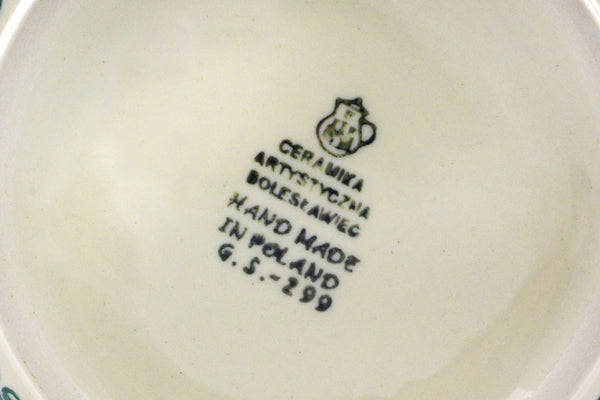 CERAMIKA
ARTYSTYCZNA
BOLESŁAWIEC
HAND MADE
IN POLAND
G.S.-299